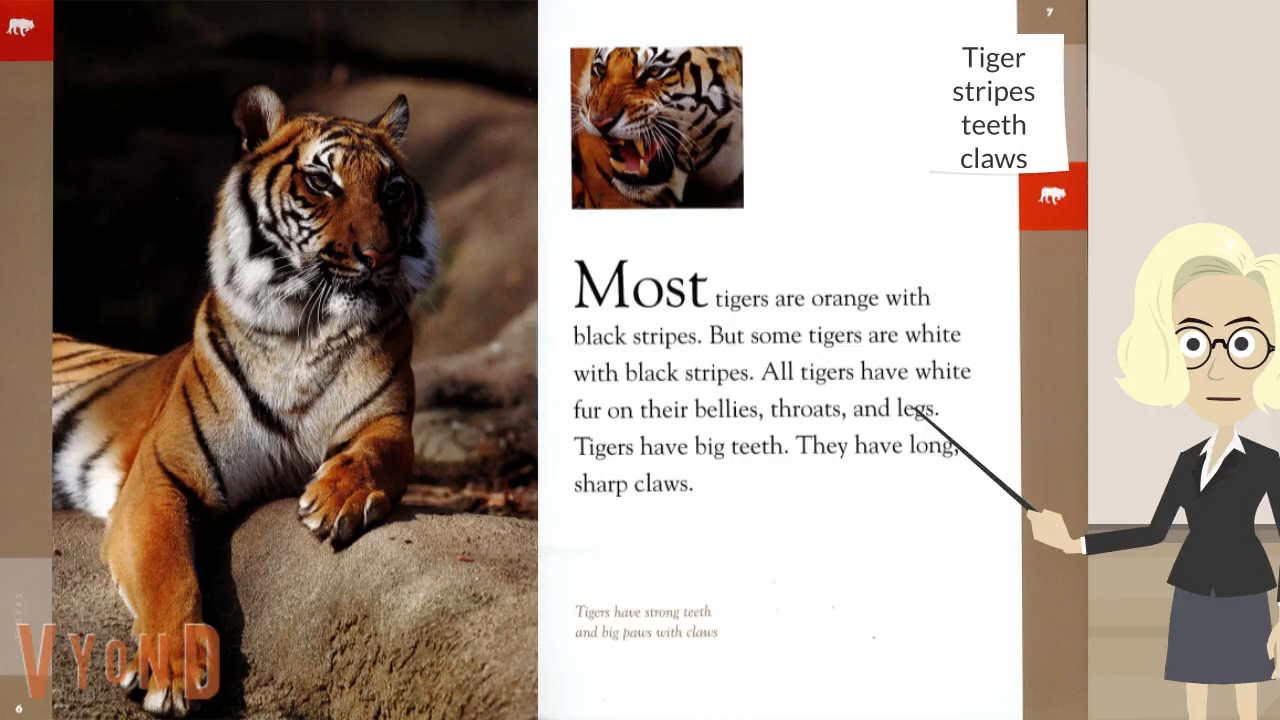 7
Tiger
stripes
teeth
claws
Most tigers are orange with
black stripes. But some tigers are white
with black stripes. All tigers have white
fur on their bellies, throats, and legs.
Tigers have big teeth. They have long,
sharp claws.
Tigers have strong teeth
and big paws with claws
VYOND
6